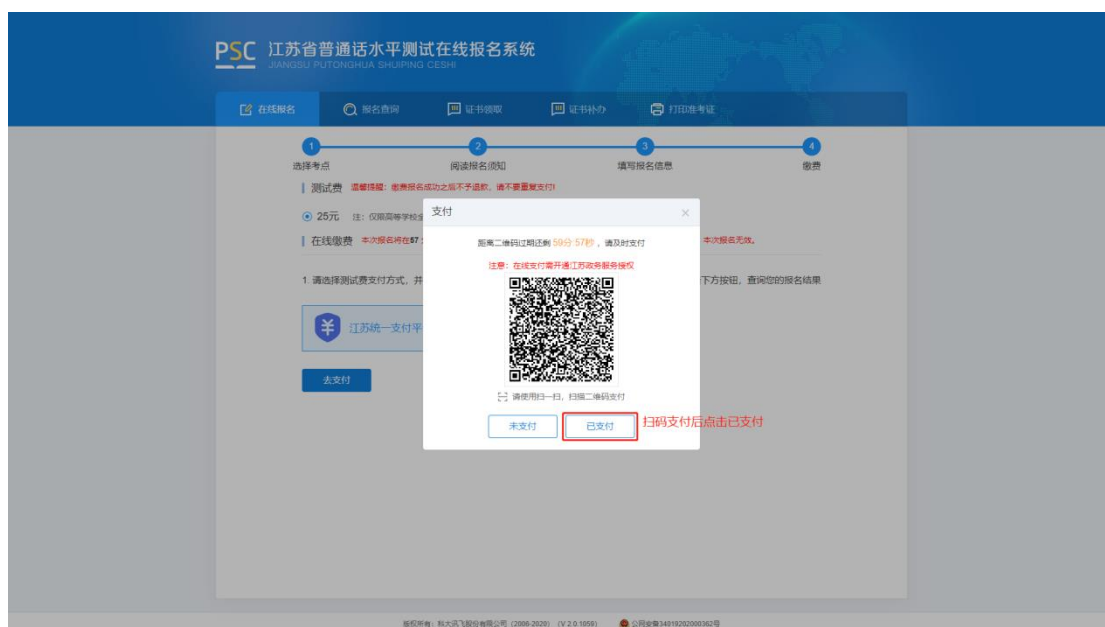 PSC 江苏省普通话水平测试在线报名系统
JIANGSU PUTONGHUA SHUIPING CESHI
在线报名 报名查询 证书领取 证书补办 打印准考证
1 2 3 4
选择考点 阅读报名须知 填写报名信息 缴费
测试费 温馨提醒：缴费报名成功之后不予退款，请不要重复支付!
25元 注：仅限高等学校全
支付 ×
在线缴费 本次报名将在57： 本次报名无效。
距离二维码过期还剩 59分 57秒 ，请及时支付
注意：在线支付需开通江苏政务服务授权
1. 请选择测试费支付方式，并 下方按钮，查询您的报名结果
江苏统一支付平
去支付
请使用扫一扫，扫描二维码支付
未支付 已支付 扫码支付后点击已支付
版权所有：科大讯飞股份有限公司（2006-2020）（V 2.0.1059） 公网安备34019202000362号